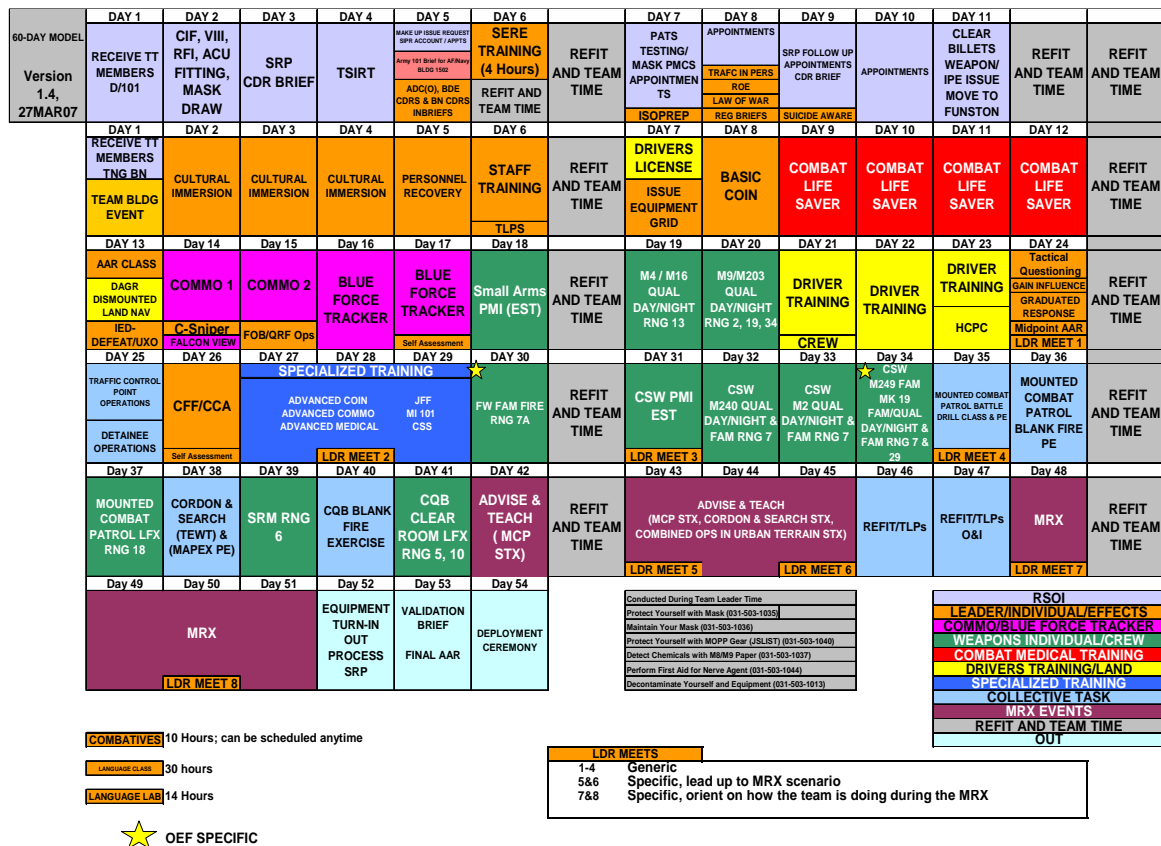 DAY 1 DAY 2 DAY 3 DAY 4 DAY 5 DAY 6 DAY 7 DAY 8 DAY 9 DAY 10 DAY 11
60-DAY MODEL
Version
1.4,
27MAR07
RECEIVE TT
MEMBERS
D/101
CIF, VIII,
RFI, ACU
FITTING,
MASK
DRAW
SRP
CDR BRIEF
TSIRT
MAKE UP ISSUE REQUEST
SIPR ACCOUNT / APPTS
Army 101 Brief for AF/Navy
BLDG 1502
ADC(O), BDE
CDRS & BN CDRS
INBRIEFS
SERE
TRAINING
(4 Hours)
REFIT AND
TEAM TIME
REFIT
AND TEAM
TIME
PATS
TESTING/
MASK PMCS
APPOINTMEN
TS
ISOPREP
APPOINTMENTS
TRAFC IN PERS
ROE
LAW OF WAR
REG BRIEFS
SRP FOLLOW UP
APPOINTMENTS
CDR BRIEF
SUICIDE AWARE
APPOINTMENTS
CLEAR
BILLETS
WEAPON/
IPE ISSUE
MOVE TO
FUNSTON
REFIT
AND TEAM
TIME
REFIT
AND TEAM
TIME
DAY 1 DAY 2 DAY 3 DAY 4 DAY 5 DAY 6 DAY 7 DAY 8 DAY 9 DAY 10 DAY 11 DAY 12
RECEIVE TT
MEMBERS
TNG BN
TEAM BLDG
EVENT
CULTURAL
IMMERSION
CULTURAL
IMMERSION
CULTURAL
IMMERSION
PERSONNEL
RECOVERY
STAFF
TRAINING
TLPS
REFIT
AND TEAM
TIME
DRIVERS
LICENSE
ISSUE
EQUIPMENT
GRID
BASIC
COIN
COMBAT
LIFE
SAVER
COMBAT
LIFE
SAVER
COMBAT
LIFE
SAVER
COMBAT
LIFE
SAVER
REFIT
AND TEAM
TIME
DAY 13 Day 14 Day 15 Day 16 Day 17 Day 18 Day 19 DAY 20 DAY 21 DAY 22 DAY 23 DAY 24
AAR CLASS
DAGR
DISMOUNTED
LAND NAV
IED-
DEFEAT/UXO
COMMO 1
C-Sniper
FALCON VIEW
COMMO 2
FOB/QRF Ops
BLUE
FORCE
TRACKER
BLUE
FORCE
TRACKER
Self Assessment
Small Arms
PMI (EST)
REFIT
AND TEAM
TIME
M4 / M16
QUAL
DAY/NIGHT
RNG 13
M9/M203
QUAL
DAY/NIGHT
RNG 2, 19, 34
DRIVER
TRAINING
CREW
DRIVER
TRAINING
DRIVER
TRAINING
HCPC
Tactical
Questioning
GAIN INFLUENCE
GRADUATED
RESPONSE
Midpoint AAR
LDR MEET 1
REFIT
AND TEAM
TIME
DAY 25 DAY 26 DAY 27 DAY 28 DAY 29 DAY 30 DAY 31 Day 32 Day 33 Day 34 Day 35 Day 36
TRAFFIC CONTROL
POINT
OPERATIONS
DETAINEE
OPERATIONS
CFF/CCA
Self Assessment
SPECIALIZED TRAINING
ADVANCED COIN JFF
ADVANCED COMMO MI 101
ADVANCED MEDICAL CSS
LDR MEET 2
FW FAM FIRE
RNG 7A
REFIT
AND TEAM
TIME
CSW PMI
EST
LDR MEET 3
CSW
M240 QUAL
DAY/NIGHT &
FAM RNG 7
CSW
M2 QUAL
DAY/NIGHT &
FAM RNG 7
CSW
M249 FAM
MK 19
FAM/QUAL
DAY/NIGHT &
FAM RNG 7 &
29
MOUNTED COMBAT
PATROL BATTLE
DRILL CLASS & PE
LDR MEET 4
MOUNTED
COMBAT
PATROL
BLANK FIRE
PE
REFIT
AND TEAM
TIME
Day 37 DAY 38 DAY 39 DAY 40 DAY 41 DAY 42 Day 43 Day 44 Day 45 Day 46 Day 47 Day 48
MOUNTED
COMBAT
PATROL LFX
RNG 18
CORDON &
SEARCH
(TEWT) &
(MAPEX PE)
SRM RNG
6
CQB BLANK
FIRE
EXERCISE
CQB
CLEAR
ROOM LFX
RNG 5, 10
ADVISE &
TEACH
( MCP
STX)
REFIT
AND TEAM
TIME
ADVISE & TEACH
(MCP STX, CORDON & SEARCH STX,
COMBINED OPS IN URBAN TERRAIN STX)
LDR MEET 5
LDR MEET 6
REFIT/TLPs
REFIT/TLPs
O&I
MRX
LDR MEET 7
REFIT
AND TEAM
TIME
Day 49 Day 50 Day 51 Day 52 Day 53 Day 54
MRX
LDR MEET 8
EQUIPMENT
TURN-IN
OUT
PROCESS
SRP
VALIDATION
BRIEF
FINAL AAR
DEPLOYMENT
CEREMONY
Conducted During Team Leader Time
Protect Yourself with Mask (031-503-1035)
Maintain Your Mask (031-503-1036)
Protect Yourself with MOPP Gear (JSLIST) (031-503-1040)
Detect Chemicals with M8/M9 Paper (031-503-1037)
Perform First Aid for Nerve Agent (031-503-1044)
Decontaminate Yourself and Equipment (031-503-1013)
RSOI
LEADER/INDIVIDUAL/EFFECTS
COMMO/BLUE FORCE TRACKER
WEAPONS INDIVIDUAL/CREW
COMBAT MEDICAL TRAINING
DRIVERS TRAINING/LAND
SPECIALIZED TRAINING
COLLECTIVE TASK
MRX EVENTS
REFIT AND TEAM TIME
OUT
COMBATIVES 10 Hours; can be scheduled anytime
LANGUAGE CLASS 30 hours
LANGUAGE LAB 14 Hours
OEF SPECIFIC
LDR MEETS
1-4 Generic
5&6 Specific, lead up to MRX scenario
7&8 Specific, orient on how the team is doing during the MRX